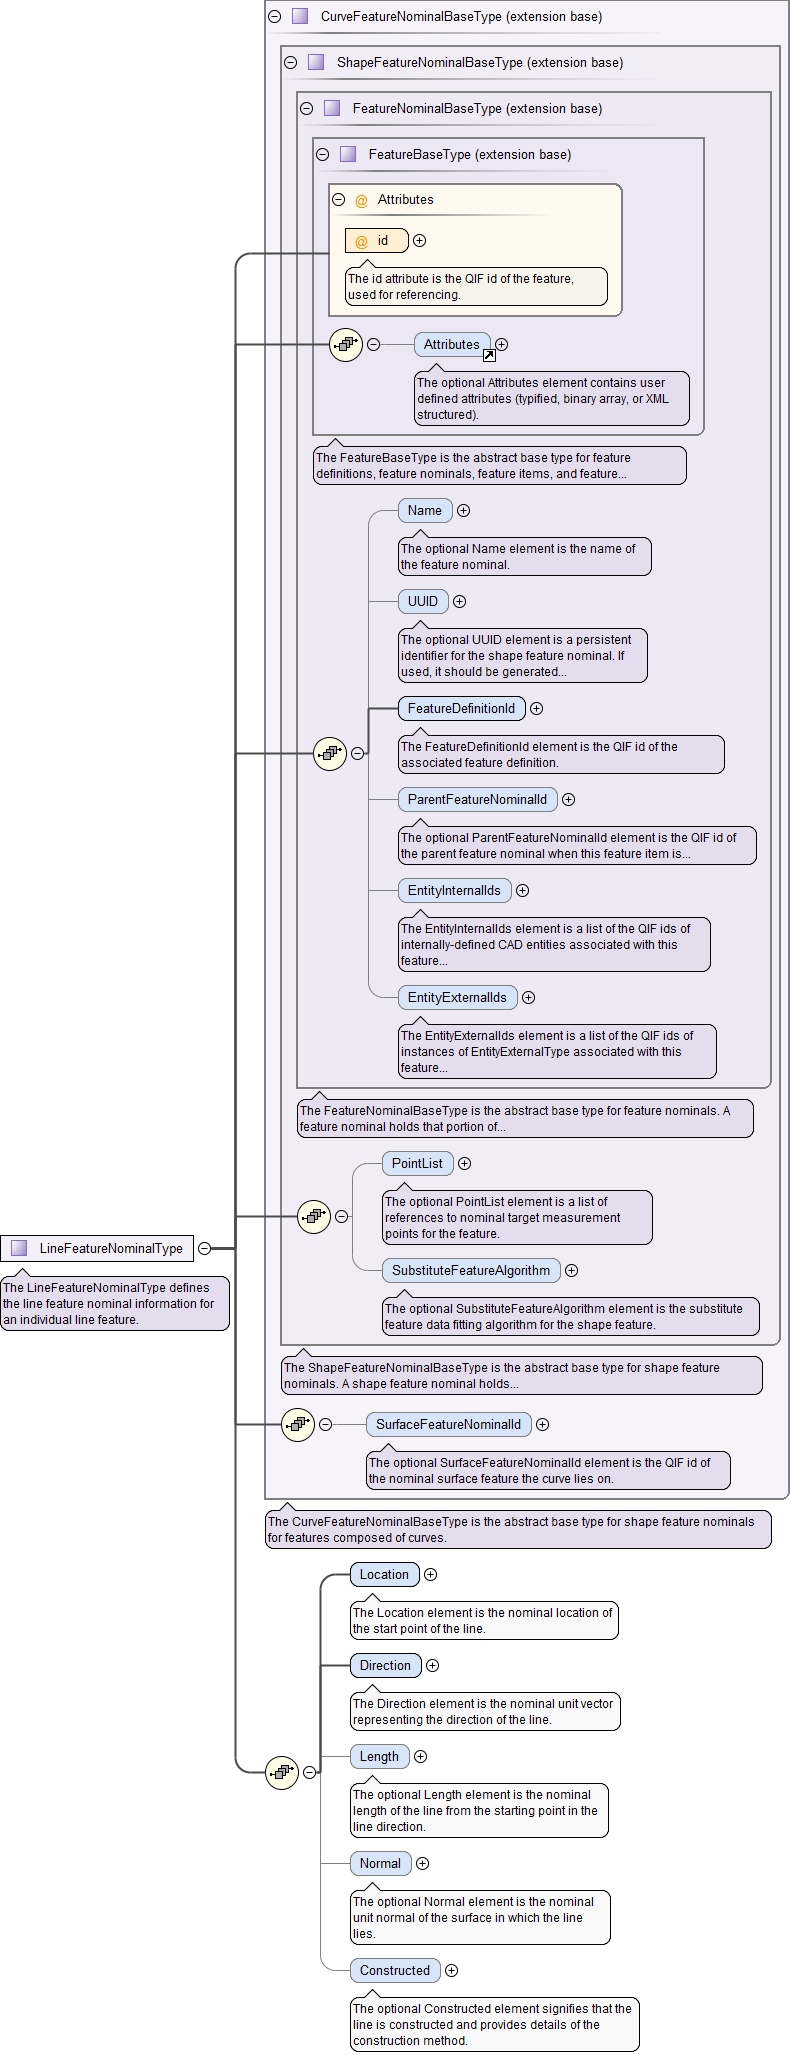 CurveFeatureNominalBaseType (extension base)
ShapeFeatureNominalBaseType (extension base)
FeatureNominalBaseType (extension base)
FeatureBaseType (extension base)
@ Attributes
@ id
The id attribute is the QIF id of the feature,
used for referencing.
Attributes
The optional Attributes element contains user
defined attributes (typified, binary array, or XML
structured).
The FeatureBaseType is the abstract base type for feature
definitions, feature nominals, feature items, and feature...
Name
The optional Name element is the name of
the feature nominal.
UUID
The optional UUID element is a persistent
identifier for the shape feature nominal. If
used, it should be generated...
FeatureDefinitionId
The FeatureDefinitionId element is the QIF id of the
associated feature definition.
ParentFeatureNominalId
The optional ParentFeatureNominalId element is the QIF id of
the parent feature nominal when this feature item is...
EntityInternalIds
The EntityInternalIds element is a list of the QIF ids of
internally-defined CAD entities associated with this
feature...
EntityExternalIds
The EntityExternalIds element is a list of the QIF ids of
instances of EntityExternalType associated with this
feature...
The FeatureNominalBaseType is the abstract base type for feature nominals. A
feature nominal holds that portion of...
PointList
The optional PointList element is a list of
references to nominal target measurement
points for the feature.
LineFeatureNominalType
The LineFeatureNominalType defines
the line feature nominal information for
an individual line feature.
SubstituteFeatureAlgorithm
The optional SubstituteFeatureAlgorithm element is the substitute
feature data fitting algorithm for the shape feature.
The ShapeFeatureNominalBaseType is the abstract base type for shape feature
nominals. A shape feature nominal holds...
SurfaceFeatureNominalId
The optional SurfaceFeatureNominalId element is the QIF id of
the nominal surface feature the curve lies on.
The CurveFeatureNominalBaseType is the abstract base type for shape feature nominals
for features composed of curves.
Location
The Location element is the nominal location of
the start point of the line.
Direction
The Direction element is the nominal unit vector
representing the direction of the line.
Length
The optional Length element is the nominal
length of the line from the starting point in the
line direction.
Normal
The optional Normal element is the nominal
unit normal of the surface in which the line
lies.
Constructed
The optional Constructed element signifies that the
line is constructed and provides details of the
construction method.